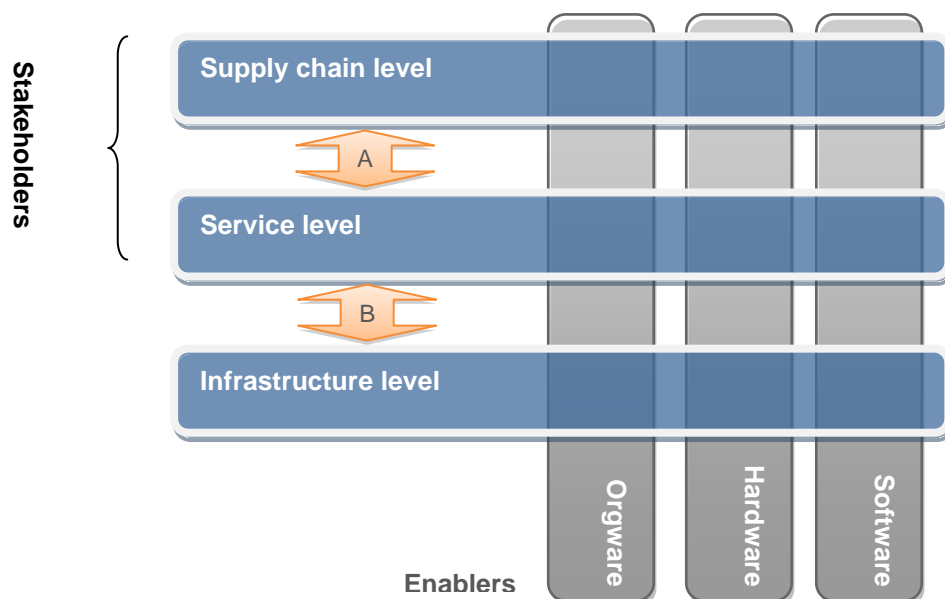 Stakeholders
Supply chain level
A
Service level
B
Infrastructure level
Orgware
Hardware
Software
Enablers